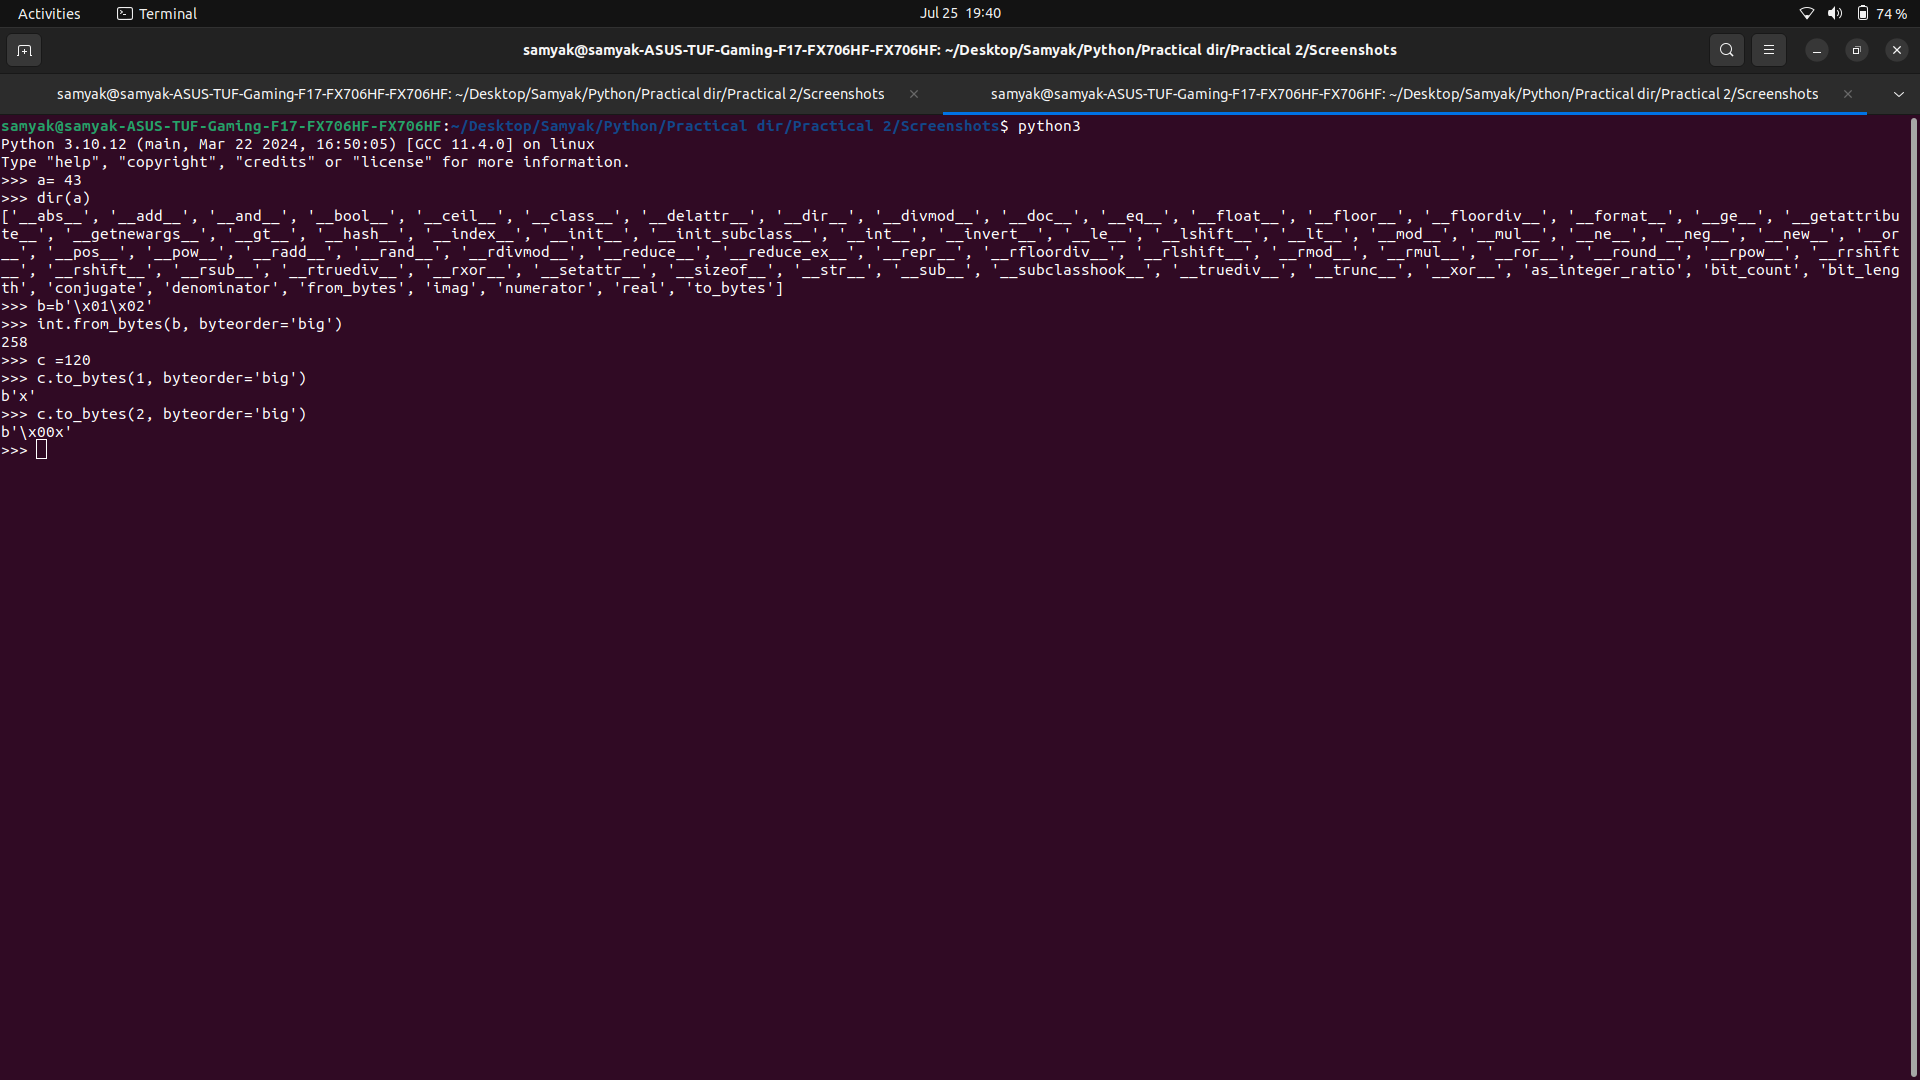 Activities Terminal Jul 25 19:40 74 %
samyak@samyak-ASUS-TUF-Gaming-F17-FX706HF-FX706HF: ~/Desktop/Samyak/Python/Practical dir/Practical 2/Screenshots
samyak@samyak-ASUS-TUF-Gaming-F17-FX706HF-FX706HF: ~/Desktop/Samyak/Python/Practical dir/Practical 2/Screenshots samyak@samyak-ASUS-TUF-Gaming-F17-FX706HF-FX706HF: ~/Desktop/Samyak/Python/Practical dir/Practical 2/Screenshots
samyak@samyak-ASUS-TUF-Gaming-F17-FX706HF-FX706HF:~/Desktop/Samyak/Python/Practical dir/Practical 2/Screenshots$ python3
Python 3.10.12 (main, Mar 22 2024, 16:50:05) [GCC 11.4.0] on linux
Type "help", "copyright", "credits" or "license" for more information.
>>> a= 43
>>> dir(a)
['__abs__', '__add__', '__and__', '__bool__', '__ceil__', '__class__', '__delattr__', '__dir__', '__divmod__', '__doc__', '__eq__', '__float__', '__floor__', '__floordiv__', '__format__', '__ge__', '__getattribu
te__', '__getnewargs__', '__gt__', '__hash__', '__index__', '__init__', '__init_subclass__', '__int__', '__invert__', '__le__', '__lshift__', '__lt__', '__mod__', '__mul__', '__ne__', '__neg__', '__new__', '__or
__', '__pos__', '__pow__', '__radd__', '__rand__', '__rdivmod__', '__reduce__', '__reduce_ex__', '__repr__', '__rfloordiv__', '__rlshift__', '__rmod__', '__rmul__', '__ror__', '__round__', '__rpow__', '__rrshift
__', '__rshift__', '__rsub__', '__rtruediv__', '__rxor__', '__setattr__', '__sizeof__', '__str__', '__sub__', '__subclasshook__', '__truediv__', '__trunc__', '__xor__', 'as_integer_ratio', 'bit_count', 'bit_leng
th', 'conjugate', 'denominator', 'from_bytes', 'imag', 'numerator', 'real', 'to_bytes']
>>> b=b'\x01\x02'
>>> int.from_bytes(b, byteorder='big')
258
>>> c =120
>>> c.to_bytes(1, byteorder='big')
b'x'
>>> c.to_bytes(2, byteorder='big')
b'\x00x'
>>>